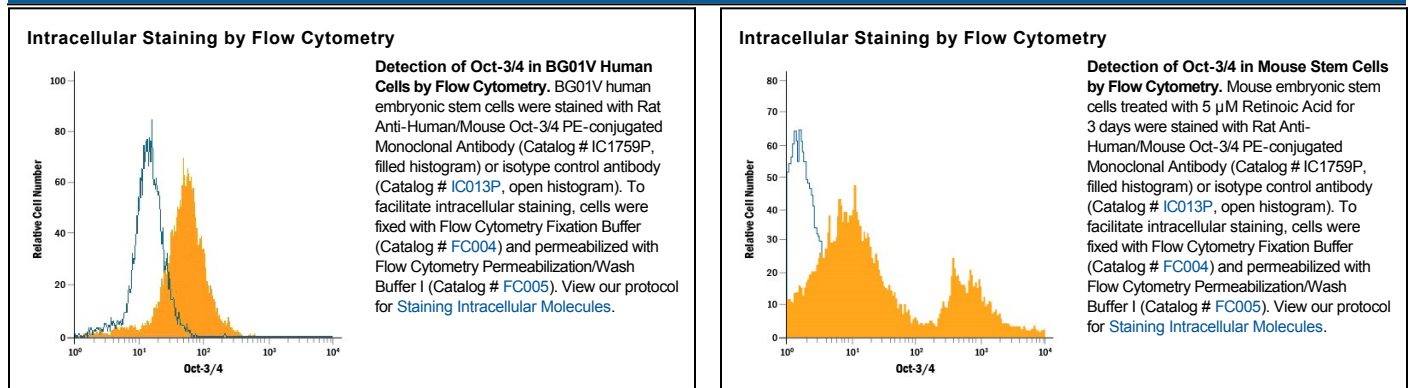 Intracellular Staining by Flow Cytometry
100
80
60
40
20
0
Relative Cell Number
10⁰
10¹
10²
10³
10⁴
Oct-3/4
Detection of Oct-3/4 in BG01V Human
Cells by Flow Cytometry. BG01V human
embryonic stem cells were stained with Rat
Anti-Human/Mouse Oct-3/4 PE-conjugated
Monoclonal Antibody (Catalog # IC1759P,
filled histogram) or isotype control antibody
(Catalog # IC013P, open histogram). To
facilitate intracellular staining, cells were
fixed with Flow Cytometry Fixation Buffer
(Catalog # FC004) and permeabilized with
Flow Cytometry Permeabilization/Wash
Buffer I (Catalog # FC005). View our protocol
for Staining Intracellular Molecules.
Intracellular Staining by Flow Cytometry
80
70
60
50
40
30
20
10
0
Relative Cell Number
10⁰
10¹
10²
10³
10⁴
Oct-3/4
Detection of Oct-3/4 in Mouse Stem Cells
by Flow Cytometry. Mouse embryonic stem
cells treated with 5 µM Retinoic Acid for
3 days were stained with Rat Anti-
Human/Mouse Oct-3/4 PE-conjugated
Monoclonal Antibody (Catalog # IC1759P,
filled histogram) or isotype control antibody
(Catalog # IC013P, open histogram). To
facilitate intracellular staining, cells were
fixed with Flow Cytometry Fixation Buffer
(Catalog # FC004) and permeabilized with
Flow Cytometry Permeabilization/Wash
Buffer I (Catalog # FC005). View our protocol
for Staining Intracellular Molecules.